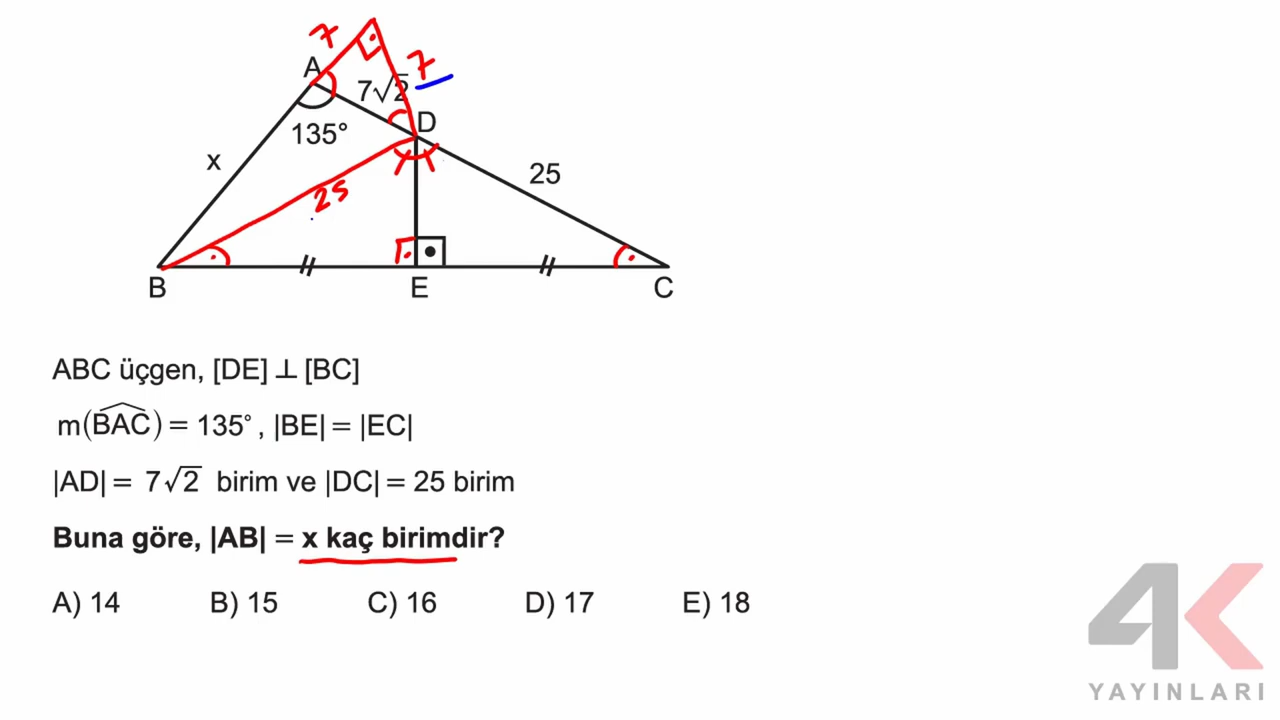 7
7
A
7√2
D
135°
x
25
25
B
E
C
ABC üçgen, [DE] ⊥ [BC]
m(BAC) = 135°, |BE| = |EC|
|AD| = 7√2 birim ve |DC| = 25 birim
Buna göre, |AB| = x kaç birimdir?
A) 14 B) 15 C) 16 D) 17 E) 18
4K
YAYINLARI